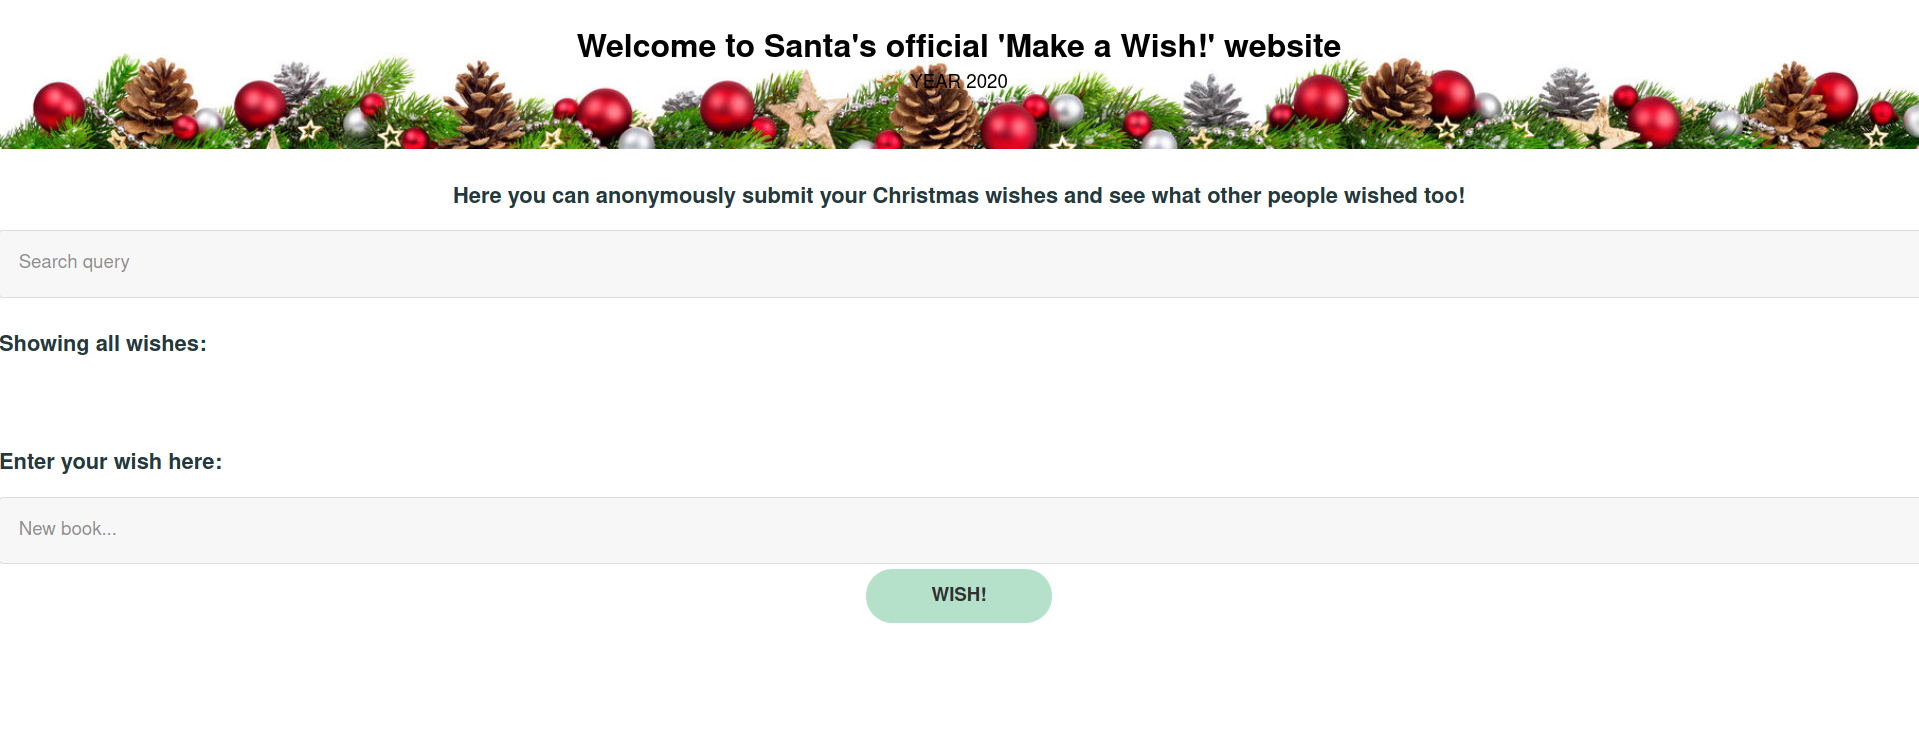 Welcome to Santa's official 'Make a Wish!' website
YEAR 2020
Here you can anonymously submit your Christmas wishes and see what other people wished too!
Search query
Showing all wishes:
Enter your wish here:
New book...
WISH!